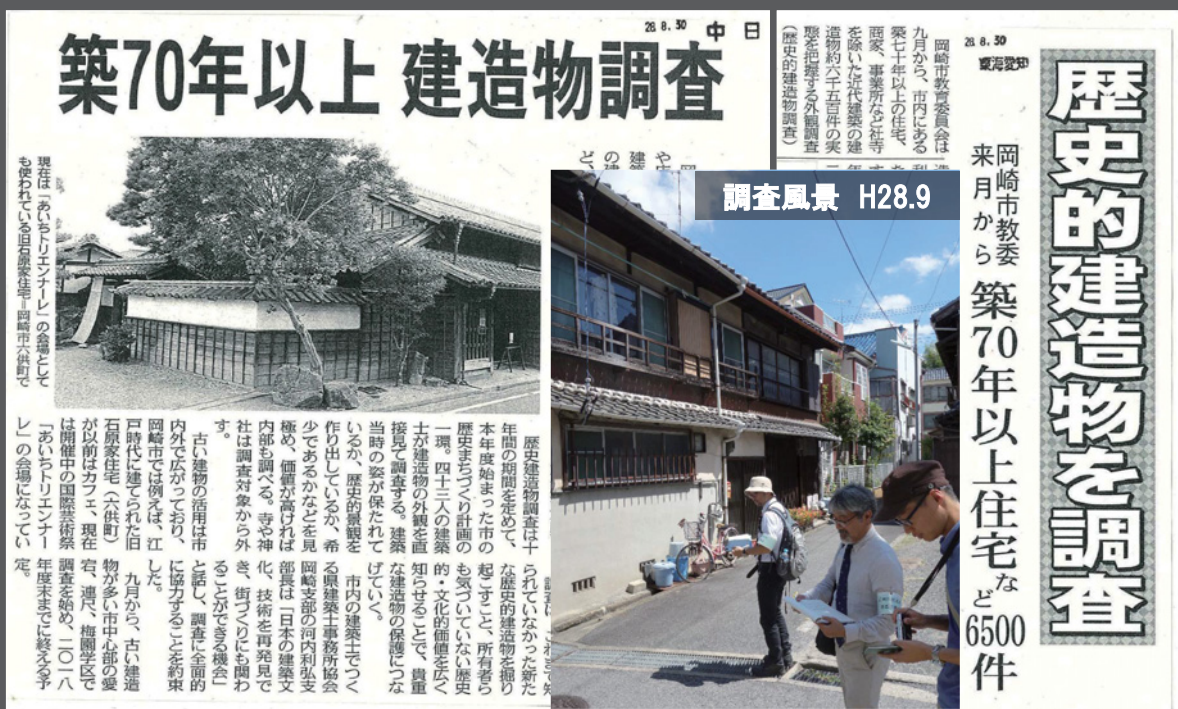 28.8.30 中日
築70年以上 建造物調査
現在は「あいちトリエンナーレ」の会場として
も使われている旧石原家住宅=岡崎市六供町で
歴史建造物調査は十
年間の期間を定めて、
本年度始まった市の
歴史まちづくり計画の
一環。四十三人の建築
士が建造物の外観を直
接見て調査する。建築
当時の姿が保たれて
いるか、歴史的景観を
作り出しているか、希
少であるかなどを見
極め、価値が高ければ
内部も調べる。寺や神
社は調査対象から外
す。
古い建物の活用は市
内外で広がっており、
岡崎市では例えば、江
戸時代に建てられた旧
石原家住宅(六供町)
が以前はカフェ、現在
は開催中の国際芸術祭
「あいちトリエンナー
レ」の会場になってい
られていなかった新た
な歴史的建造物を掘り
起こすこと、所有者ら
も気づいていない歴史
的・文化的価値を広く
知らせることで、貴重
な建造物の保護につな
げていく。
市内の建築士でつく
る県建築士事務所協会
岡崎支部の河内利弘支
部長は「日本の建築文
化、技術を再発見で
き、街づくりにも関わ
ることができる機会」
と話し、調査に全面的
に協力することを約束
した。
九月から、古い建造
物が多い市中心部の愛
宕、連尺、梅園学区で
調査を始め、二〇一八
年度末までに終える予
定。
調査風景 H28.9
28.8.30
東海愛知
歴史的建造物を調査
岡崎市教委
来月から
築70年以上住宅など6500件
岡崎市教育委員会は
九月から、市内にある
築七十年以上の住宅、
商家、事業所など社寺
を除いた近代建築の建
造物約六千五百件の実
態を把握する外観調査
(歴史的建造物調査)